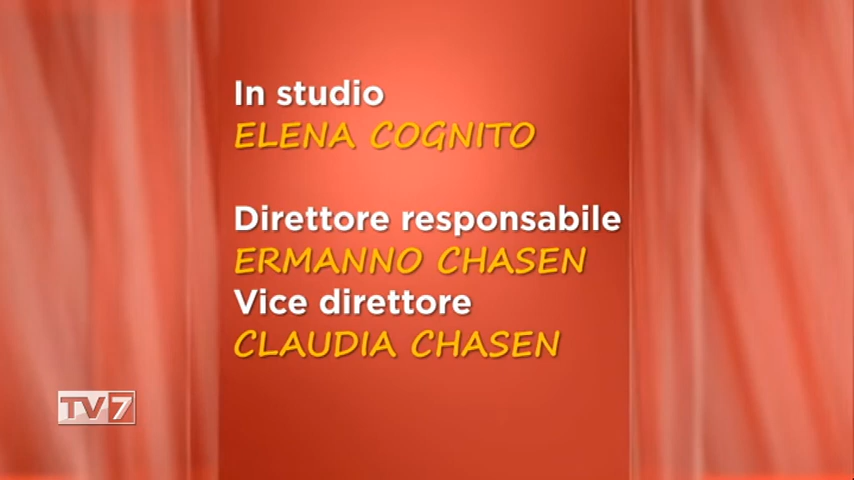 In studio
ELENA COGNITO
Direttore responsabile
ERMANNO CHASEN
Vice direttore
CLAUDIA CHASEN
TV7